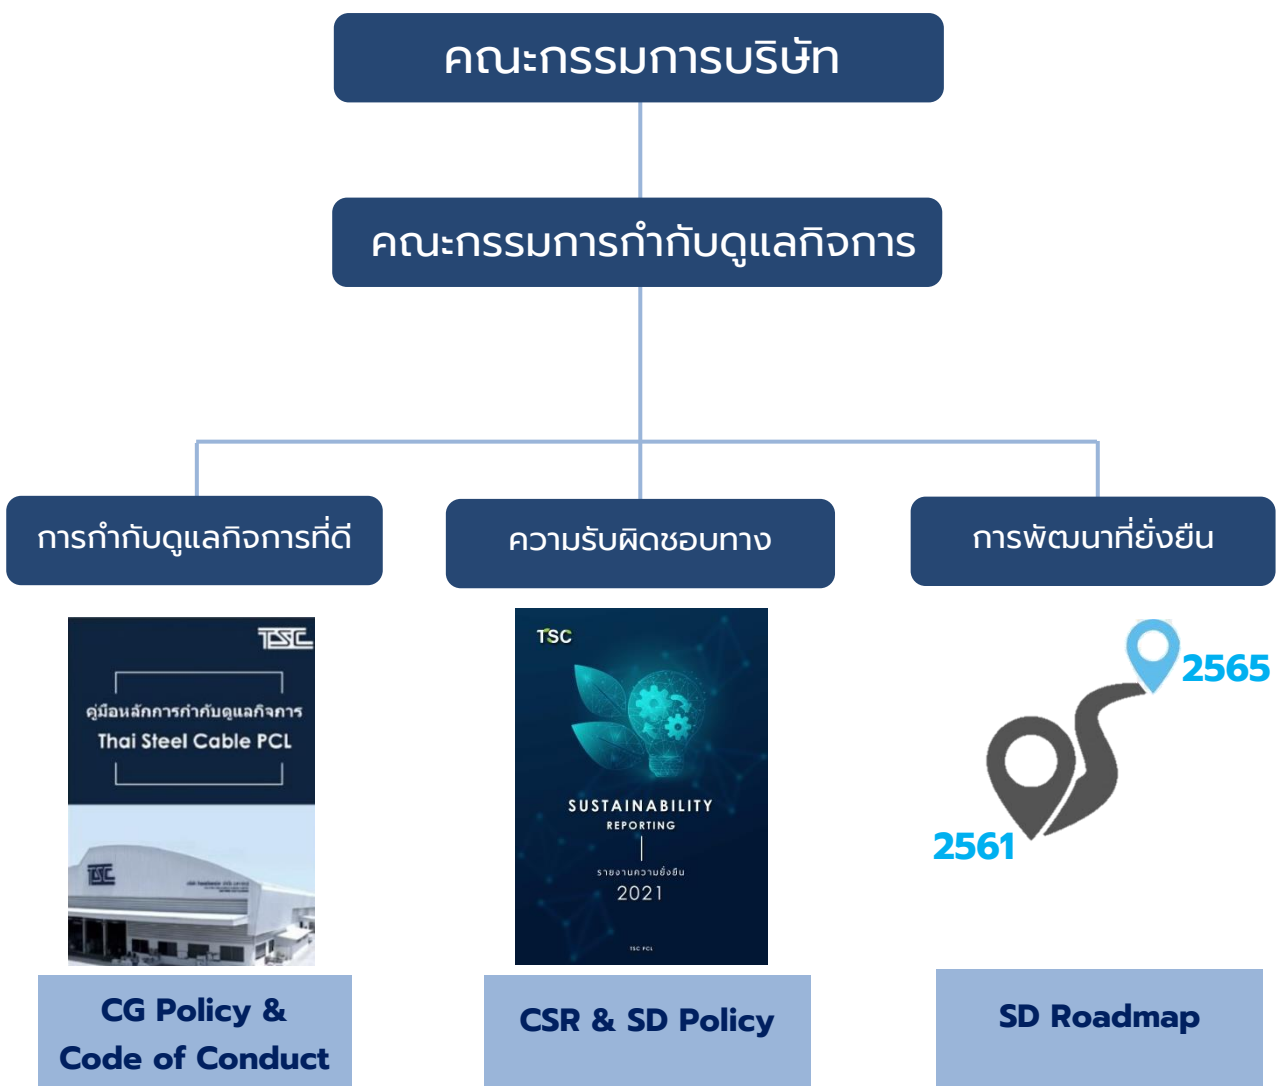 คณะกรรมการบริษัท
คณะกรรมการกำกับดูแลกิจการ
การกำกับดูแลกิจการที่ดี
ความรับผิดชอบทาง
การพัฒนาที่ยั่งยืน
TSC
คู่มือหลักการกำกับดูแลกิจการ
Thai Steel Cable PCL
TSC
TSC
SUSTAINABILITY
REPORTING
รายงานความยั่งยืน
2021
TSC PCL
2565
2561
CG Policy &
Code of Conduct
CSR & SD Policy
SD Roadmap